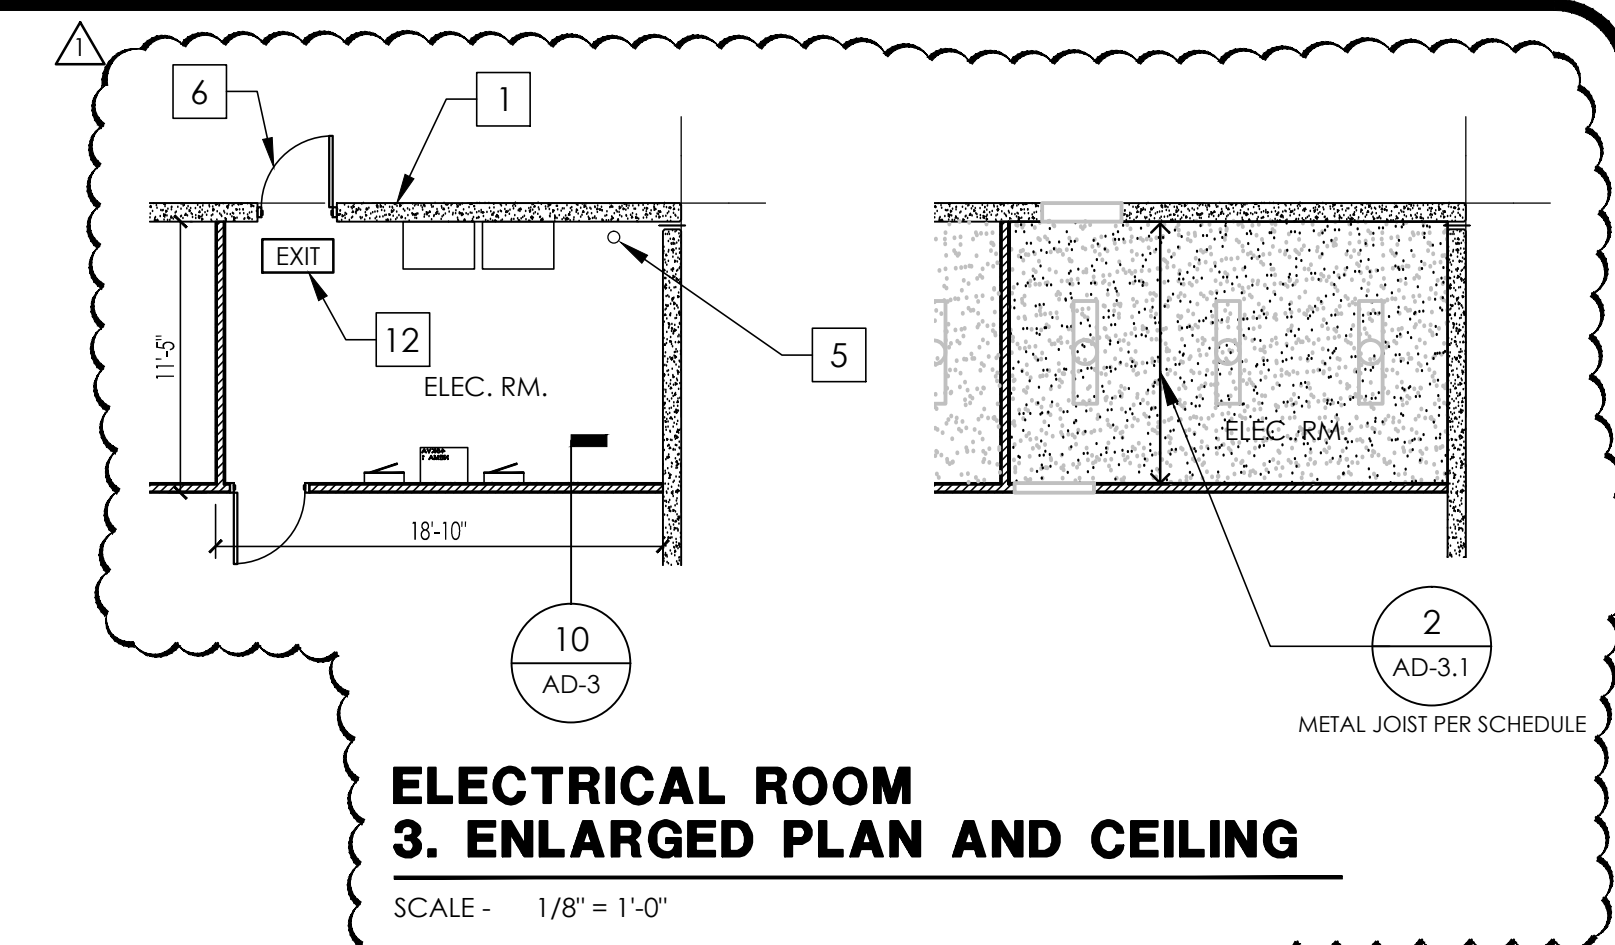 1
6
1
EXIT
12
5
11'-5"
ELEC. RM.
ELEC. RM.
18'-10"
10
AD-3
2
AD-3.1
METAL JOIST PER SCHEDULE
ELECTRICAL ROOM
3. ENLARGED PLAN AND CEILING
SCALE - 1/8" = 1'-0"